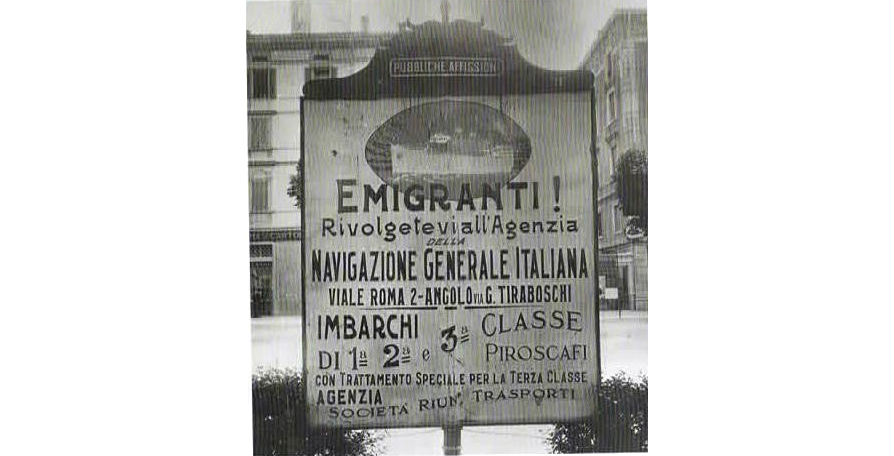 PUBBLICHE AFFISSIONI
EMIGRANTI!
Rivolgetevi all'Agenzia
DELLA
NAVIGAZIONE GENERALE ITALIANA
VIALE ROMA 2-ANGOLO VIA G. TIRABOSCHI
IMBARCHI
DI 1ª 2ª e 3ª CLASSE
PIROSCAFI
CON TRATTAMENTO SPECIALE PER LA TERZA CLASSE
AGENZIA
SOCIETÀ RIUN. TRASPORTI